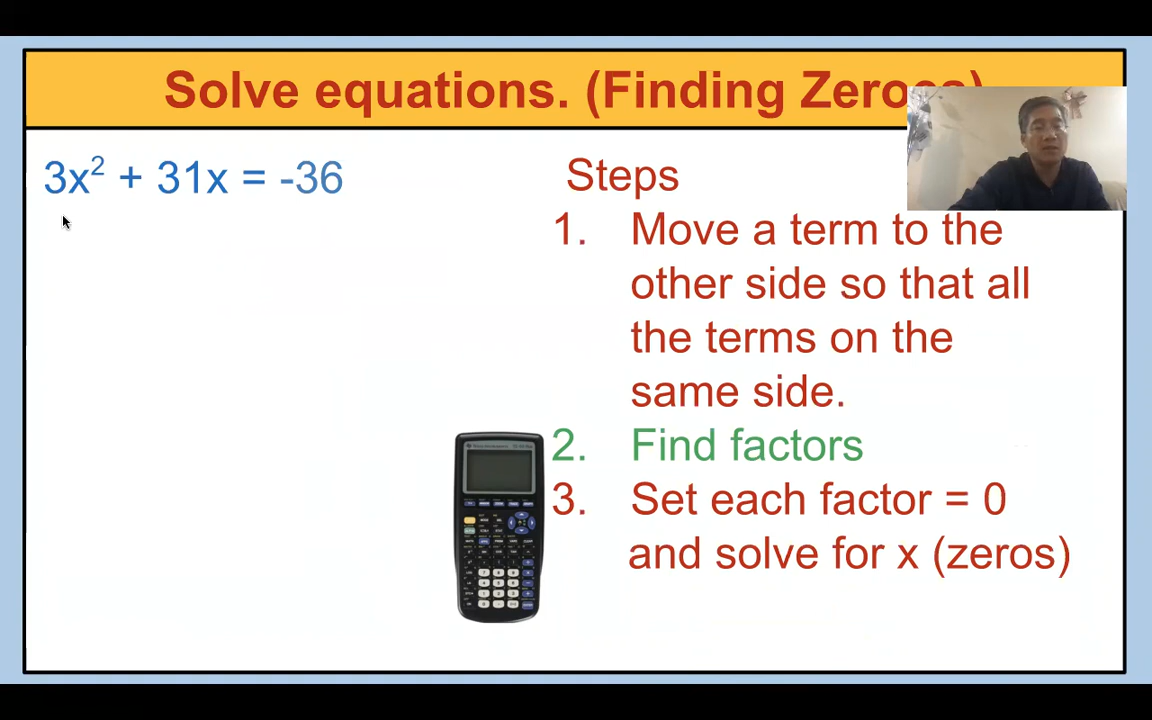 Solve equations. (Finding Zeroes)
3x² + 31x = -36
Steps
1. Move a term to the
other side so that all
the terms on the
same side.
2. Find factors
3. Set each factor = 0
and solve for x (zeros)